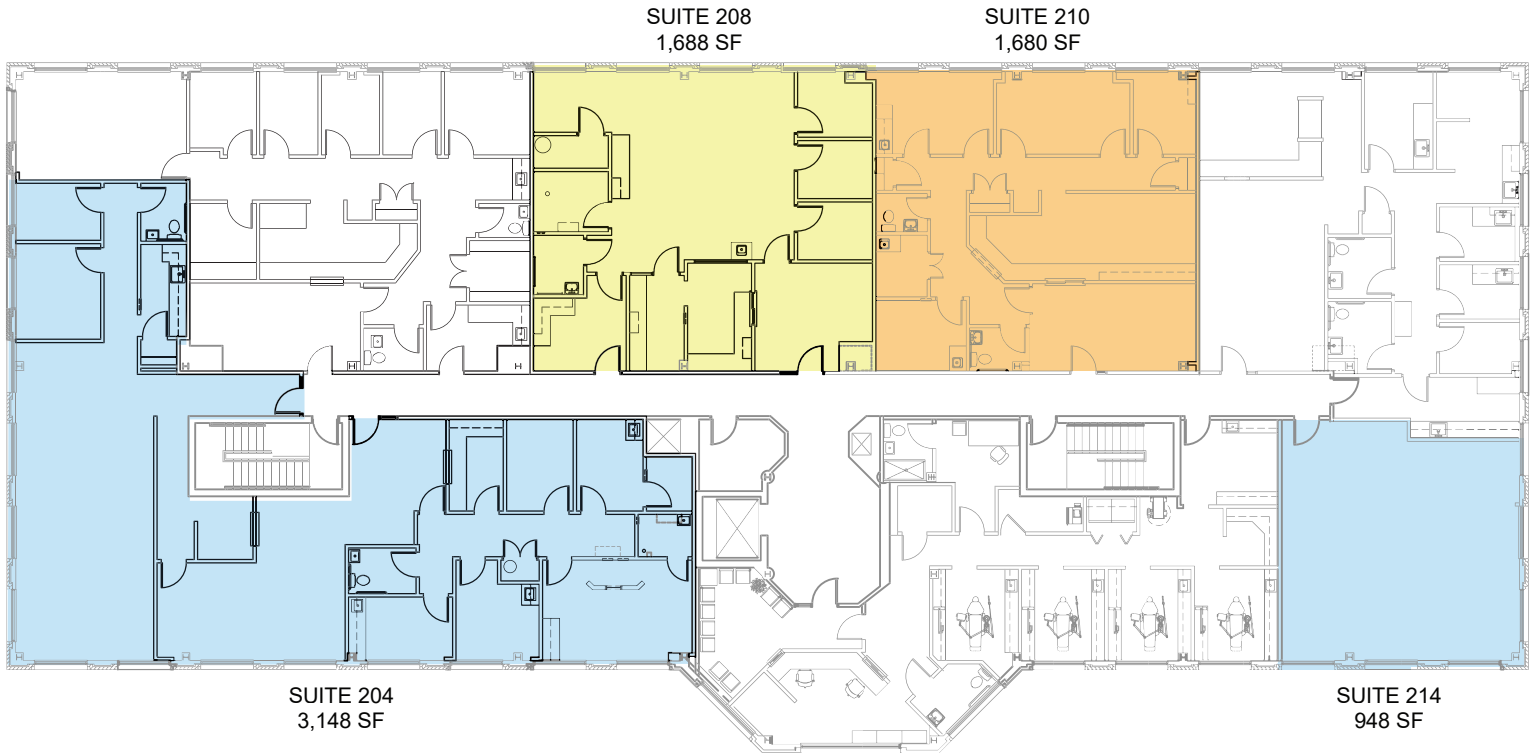 SUITE 208
1,688 SF
SUITE 210
1,680 SF
SUITE 204
3,148 SF
SUITE 214
948 SF